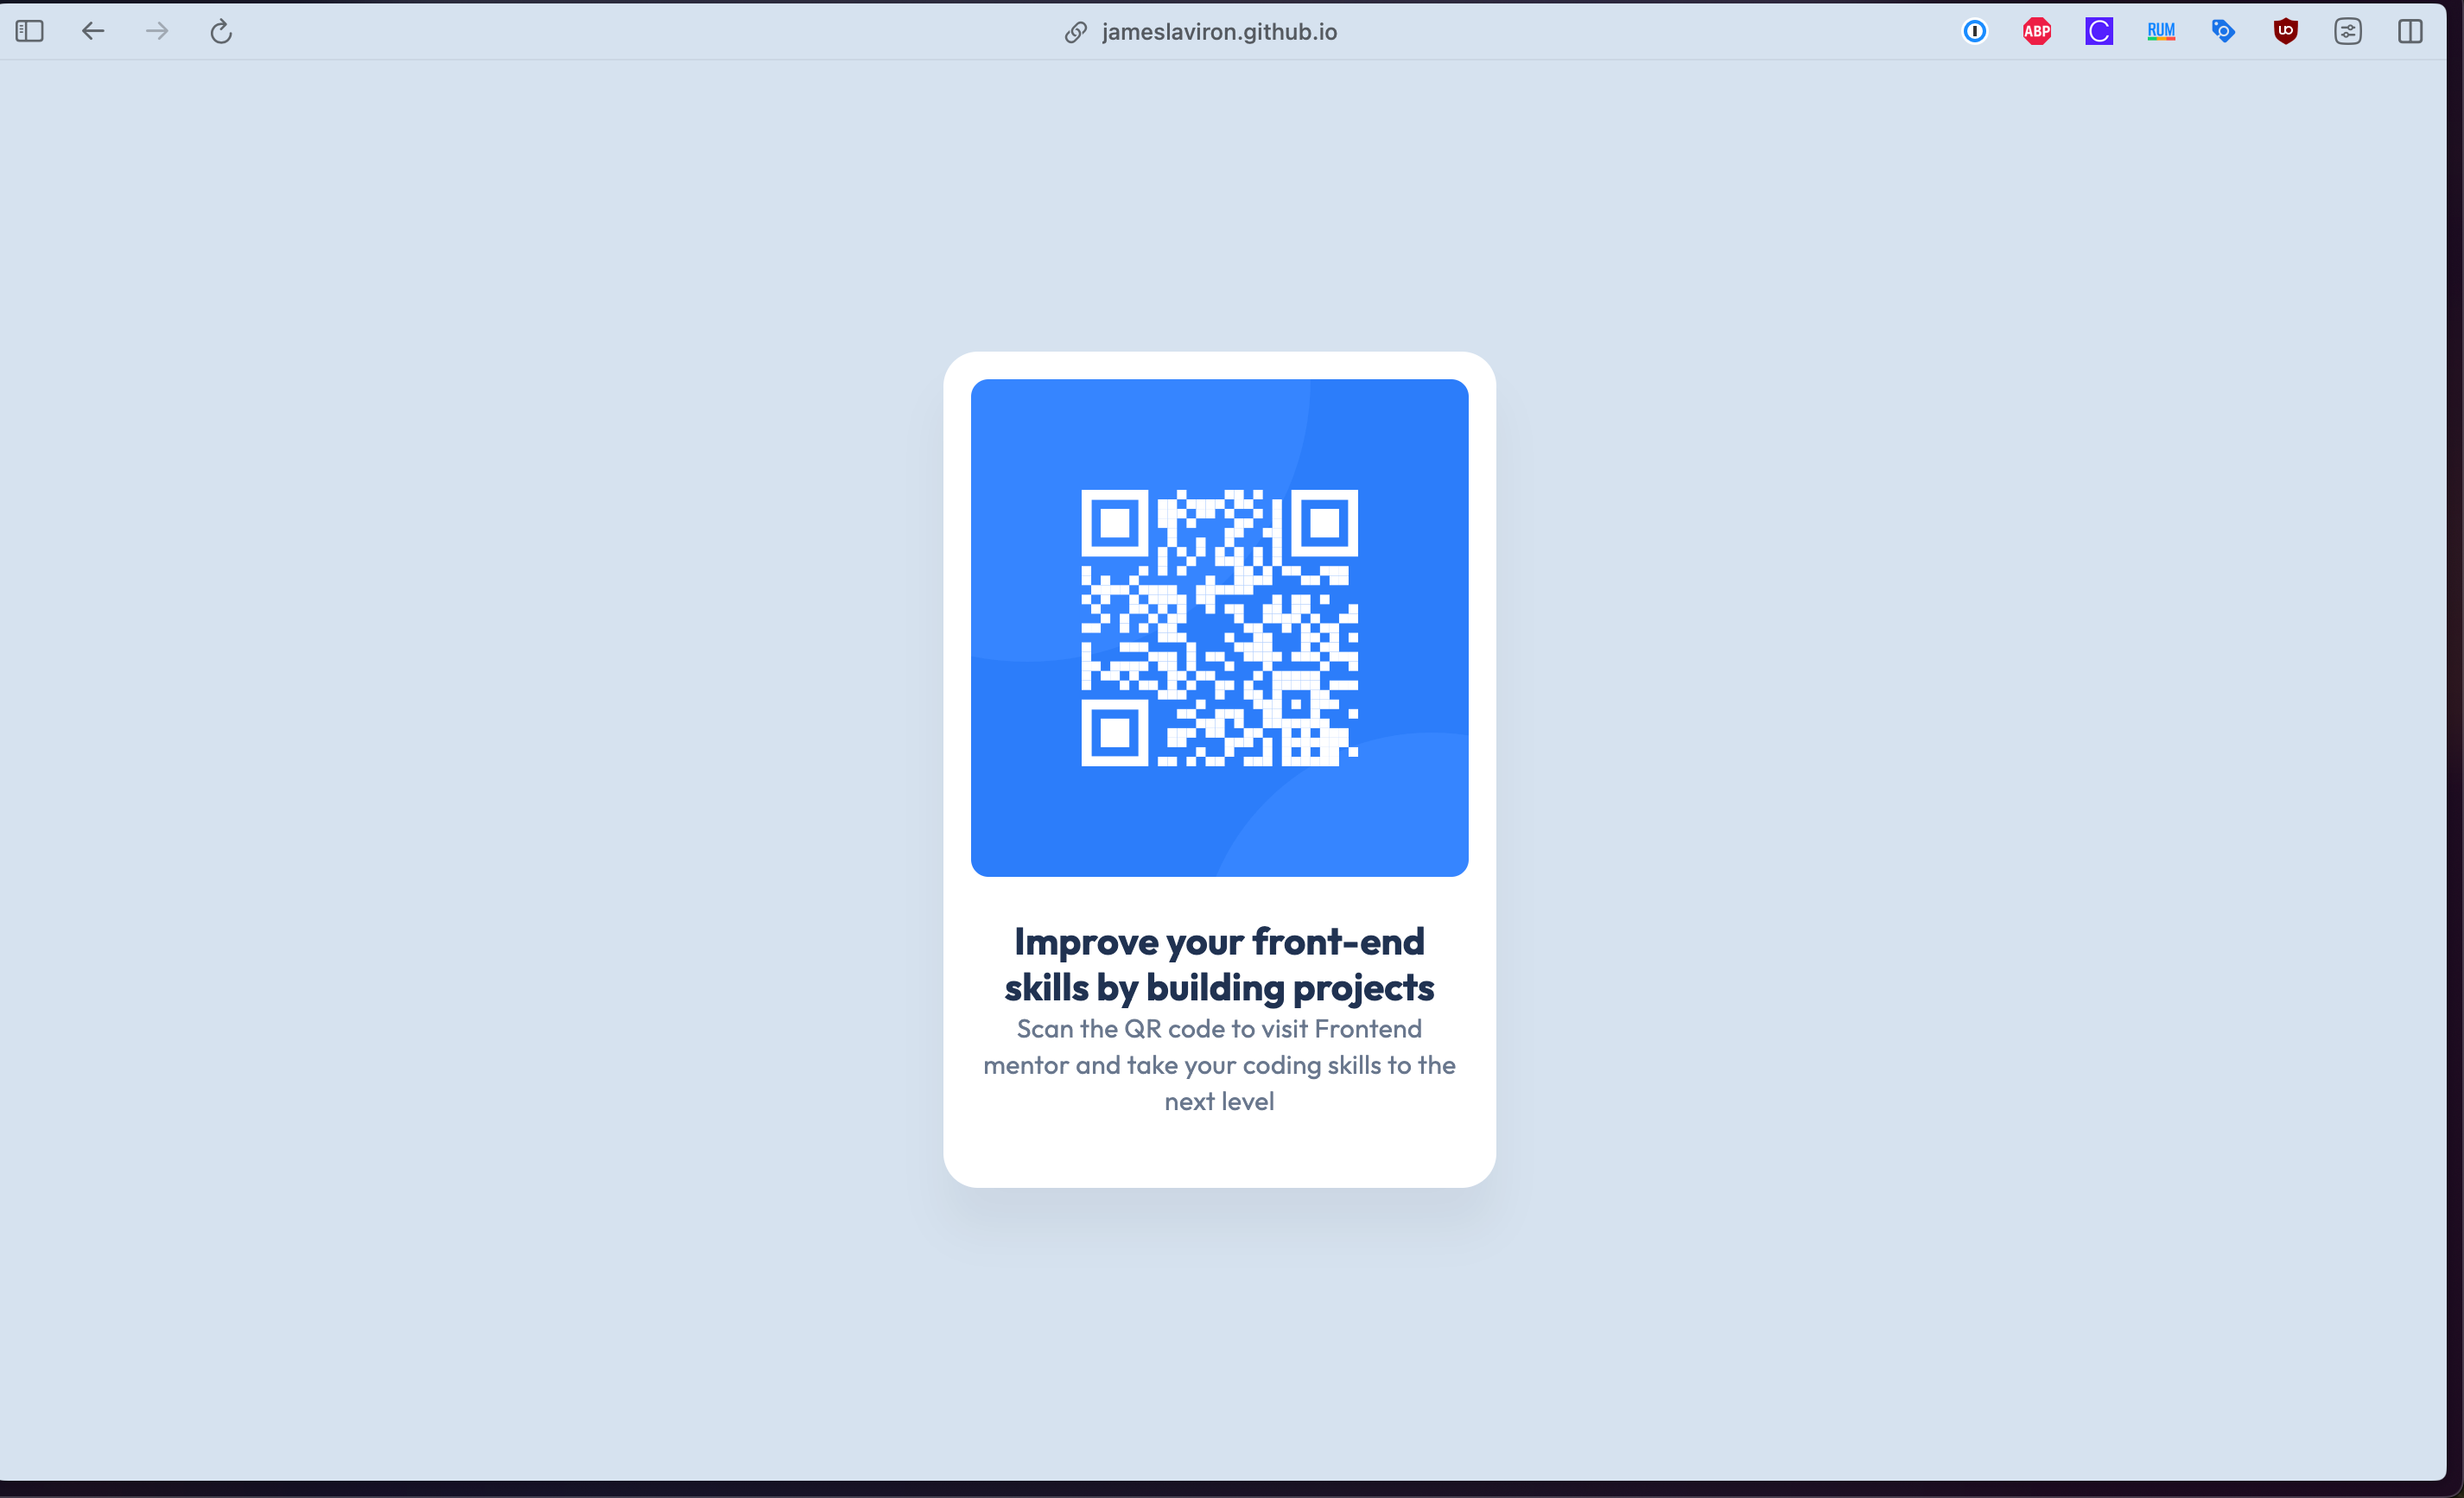 jameslaviron.github.io
ABP
C
RUM
Improve your front-end
skills by building projects
Scan the QR code to visit Frontend
mentor and take your coding skills to the
next level